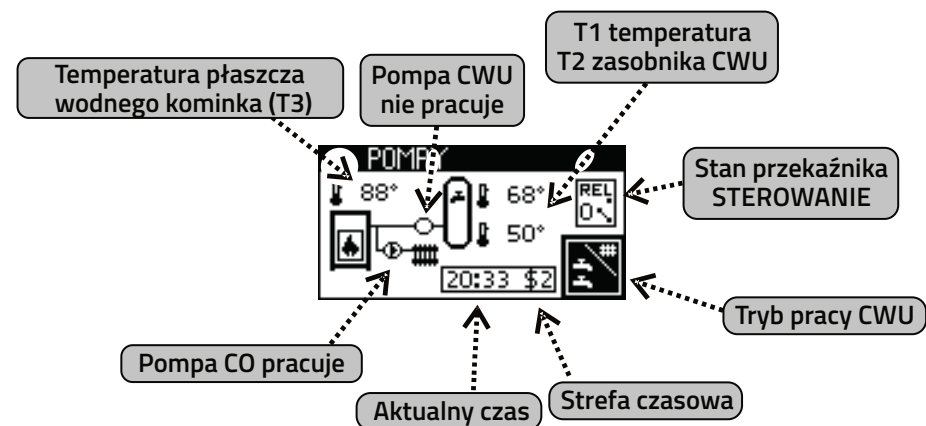 T1 temperatura
T2 zasobnika CWU
Temperatura płaszcza
wodnego kominka (T3)
Pompa CWU
nie pracuje
POMPY
Stan przekaźnika
STEROWANIE
88°
68°
REL
0
50°
20:33 $2
Tryb pracy CWU
Pompa CO pracuje
Aktualny czas
Strefa czasowa